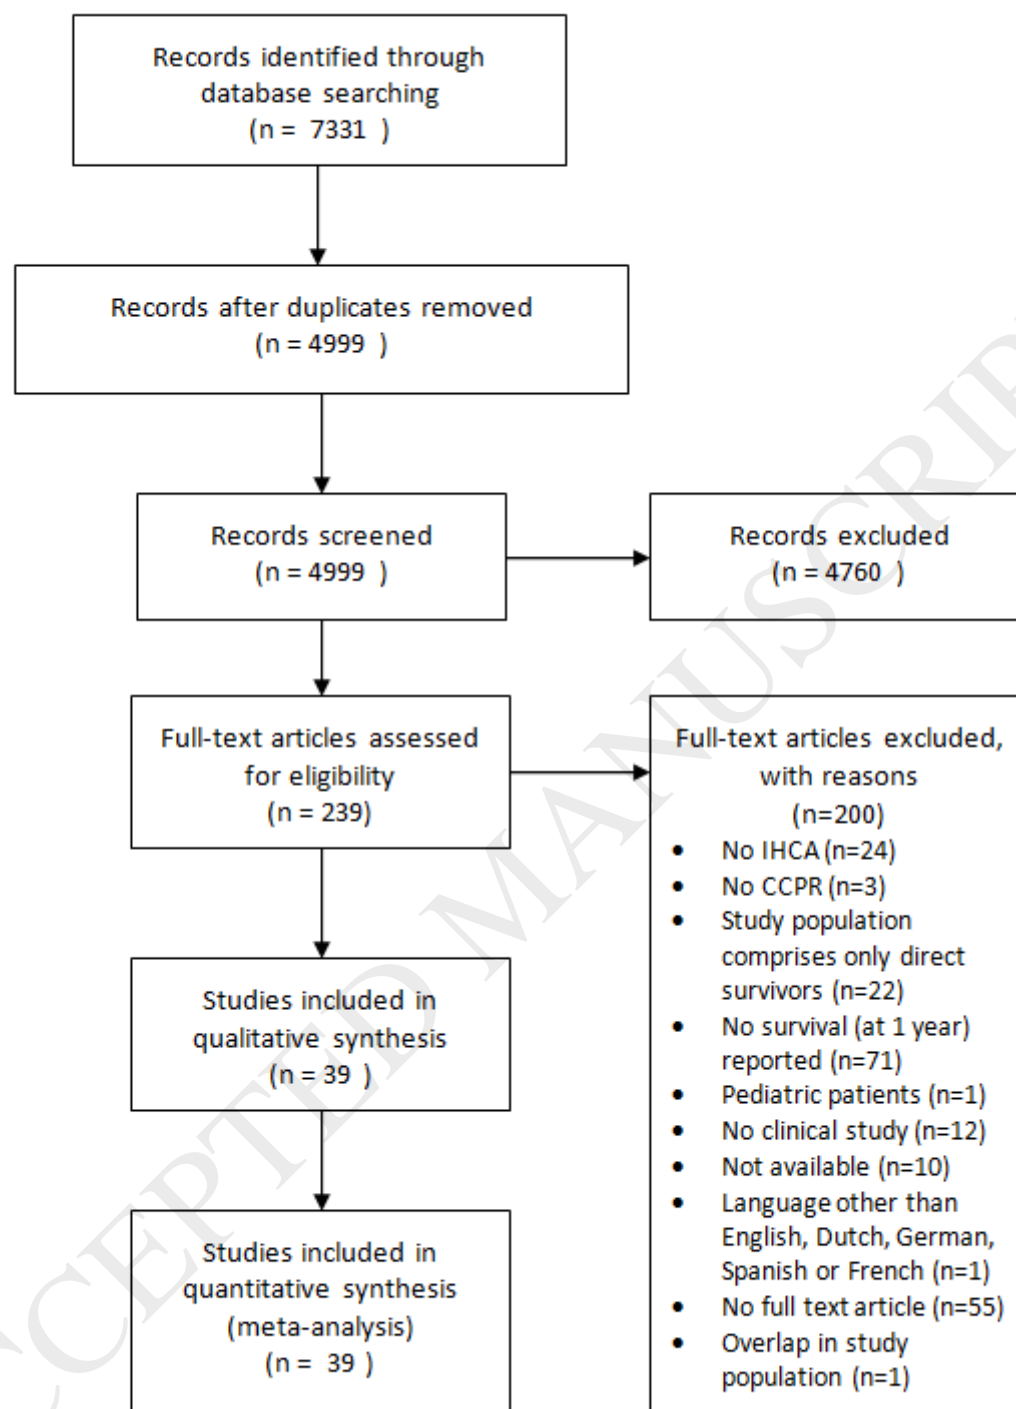 Records identified through
database searching
(n = 7331 )
Records after duplicates removed
(n = 4999 )
Records screened
(n = 4999 )
Records excluded
(n = 4760 )
Full-text articles assessed
for eligibility
(n = 239)
Full-text articles excluded,
with reasons
(n=200)
• No IHCA (n=24)
• No CCPR (n=3)
• Study population
comprises only direct
survivors (n=22)
• No survival (at 1 year)
reported (n=71)
• Pediatric patients (n=1)
• No clinical study (n=12)
• Not available (n=10)
• Language other than
English, Dutch, German,
Spanish or French (n=1)
• No full text article (n=55)
• Overlap in study
population (n=1)
Studies included in
qualitative synthesis
(n = 39 )
Studies included in
quantitative synthesis
(meta-analysis)
(n = 39 )
CCEPTED MANUSCRIP